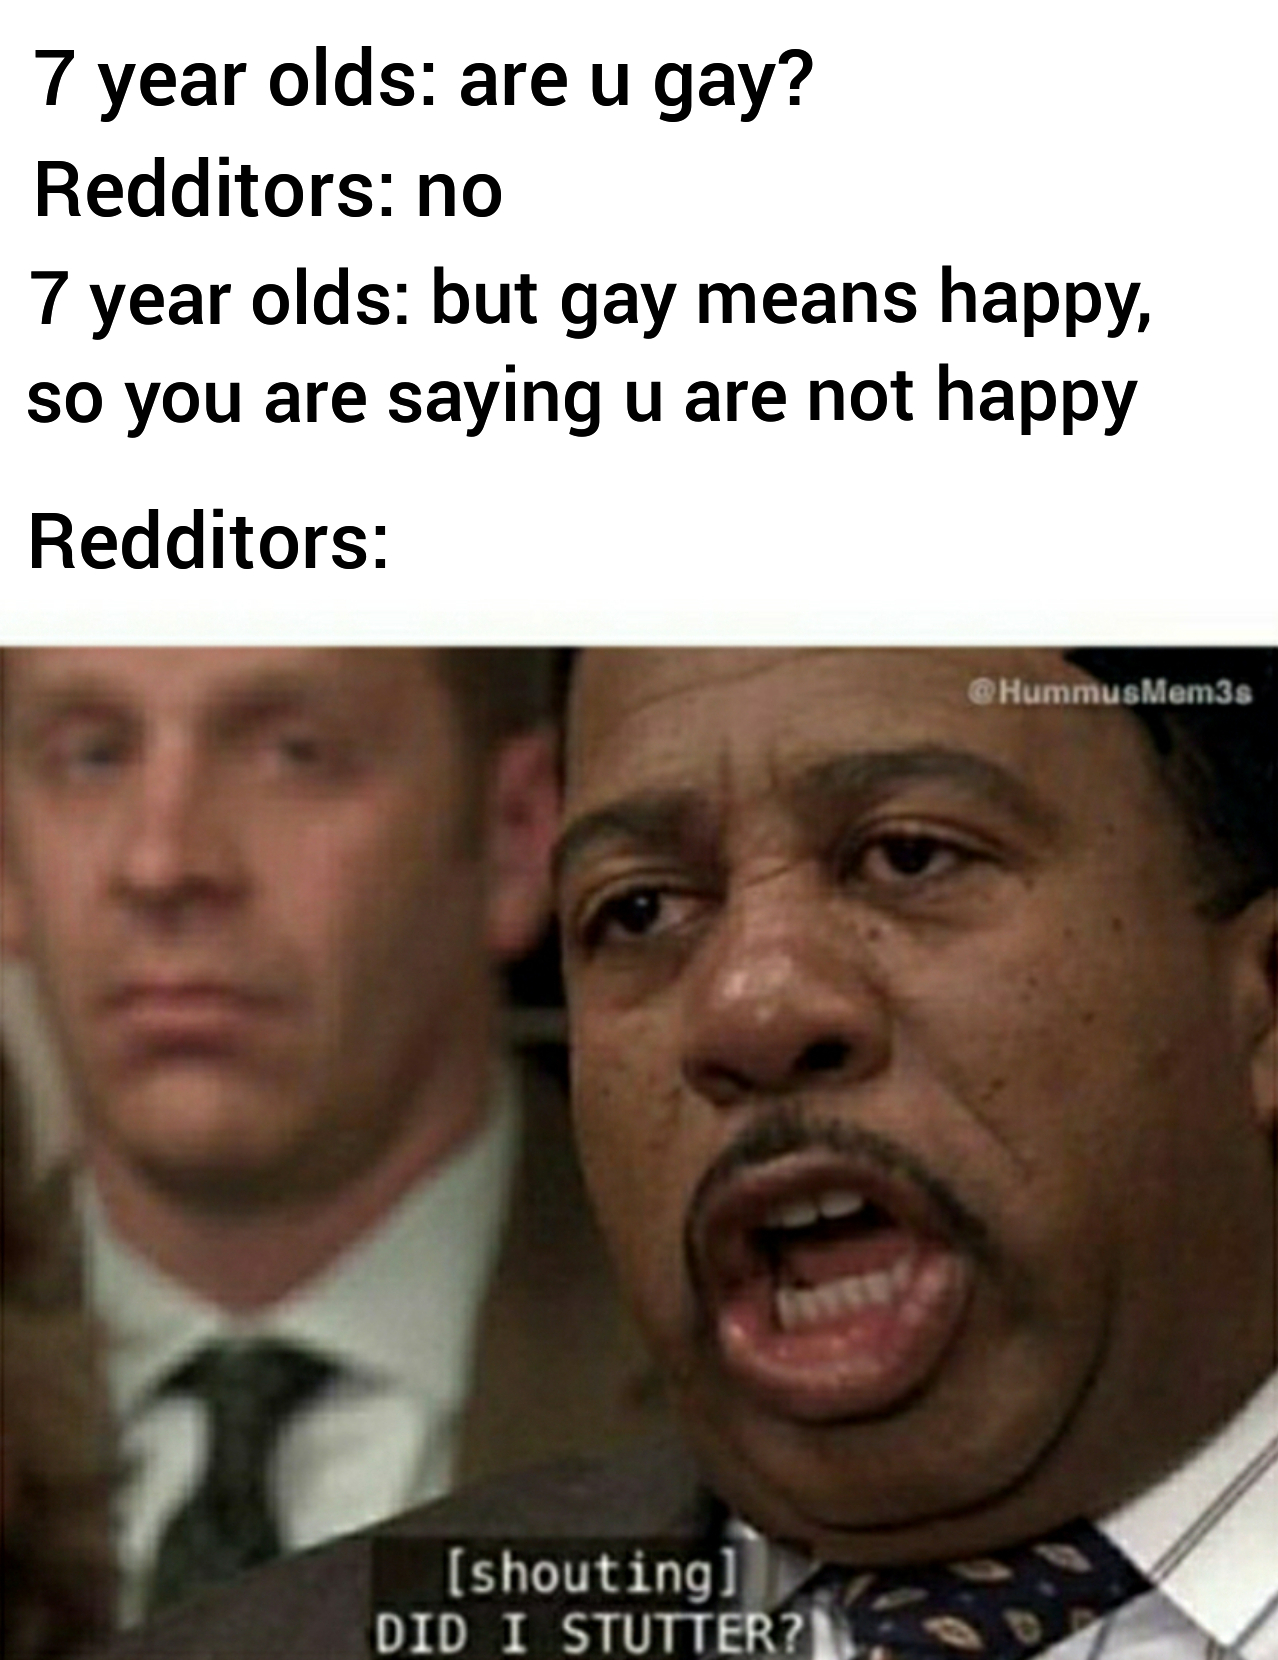 7 year olds: are u gay?
Redditors: no
7 year olds: but gay means happy,
so you are saying u are not happy
Redditors:
@HummusMem3s
[shouting]
DID I STUTTER?